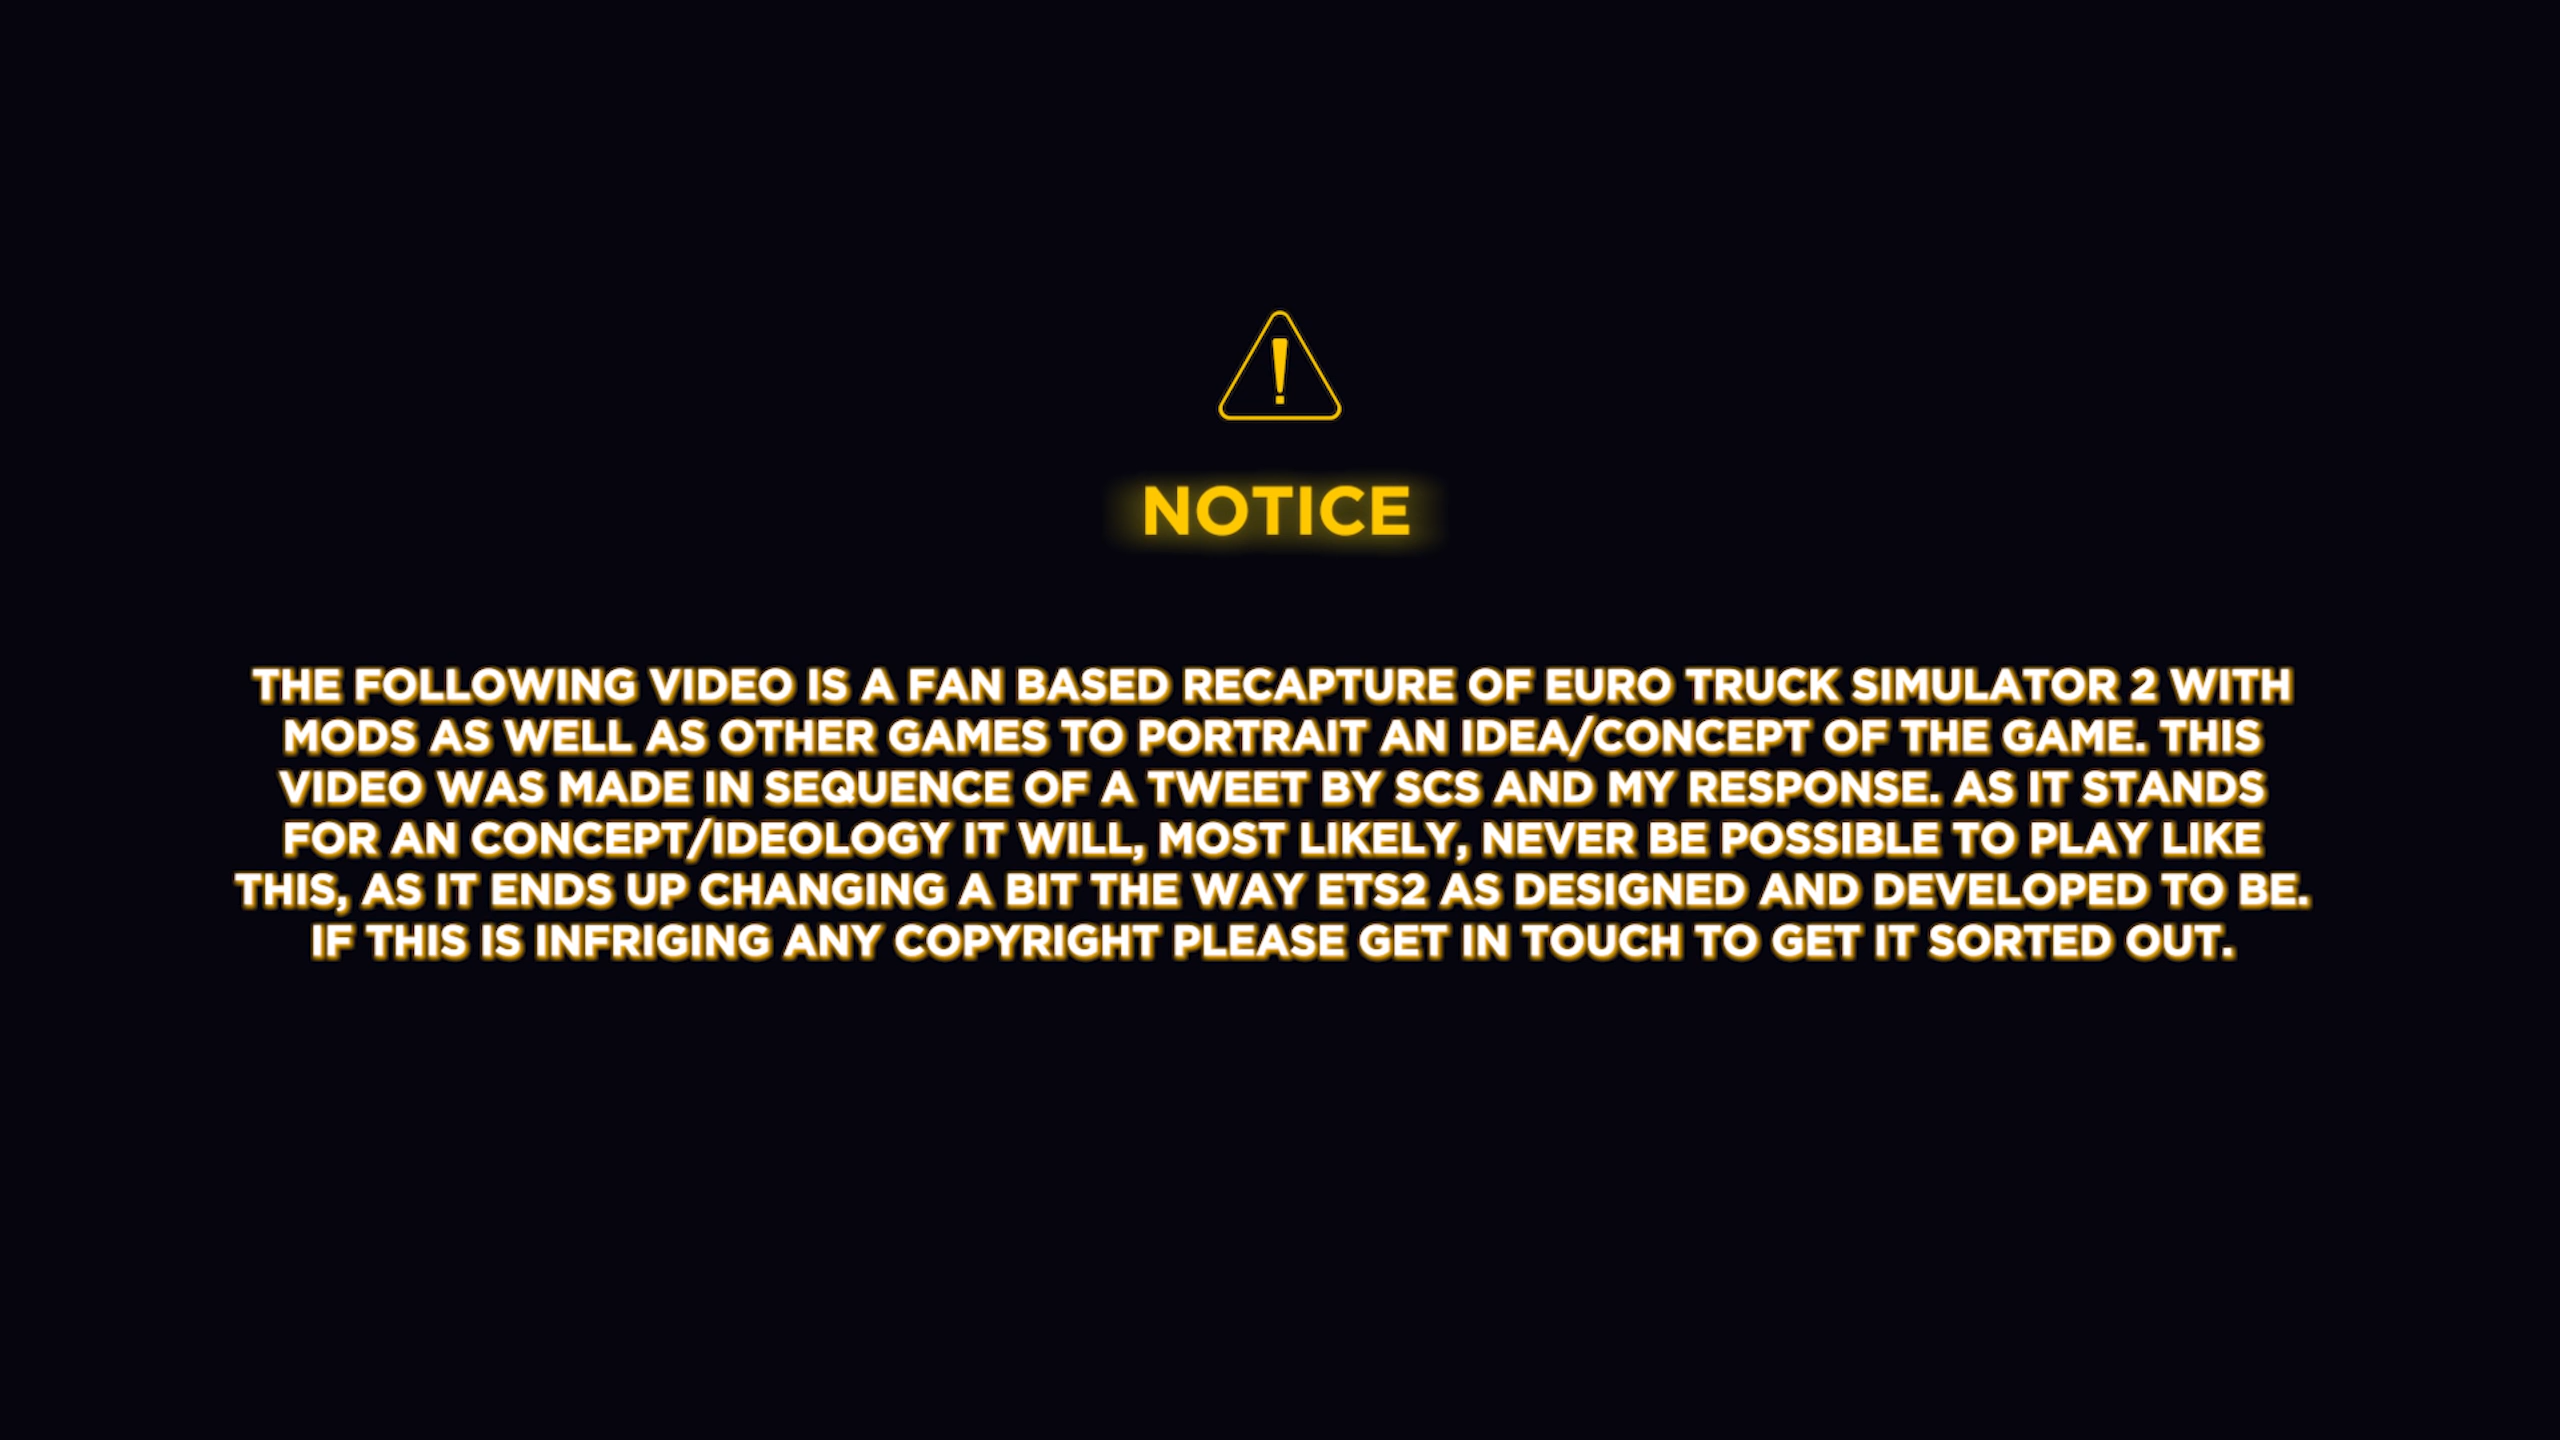 !
NOTICE
THE FOLLOWING VIDEO IS A FAN BASED RECAPTURE OF EURO TRUCK SIMULATOR 2 WITH
MODS AS WELL AS OTHER GAMES TO PORTRAIT AN IDEA/CONCEPT OF THE GAME. THIS
VIDEO WAS MADE IN SEQUENCE OF A TWEET BY SCS AND MY RESPONSE. AS IT STANDS
FOR AN CONCEPT/IDEOLOGY IT WILL, MOST LIKELY, NEVER BE POSSIBLE TO PLAY LIKE
THIS, AS IT ENDS UP CHANGING A BIT THE WAY ETS2 AS DESIGNED AND DEVELOPED TO BE.
IF THIS IS INFRIGING ANY COPYRIGHT PLEASE GET IN TOUCH TO GET IT SORTED OUT.